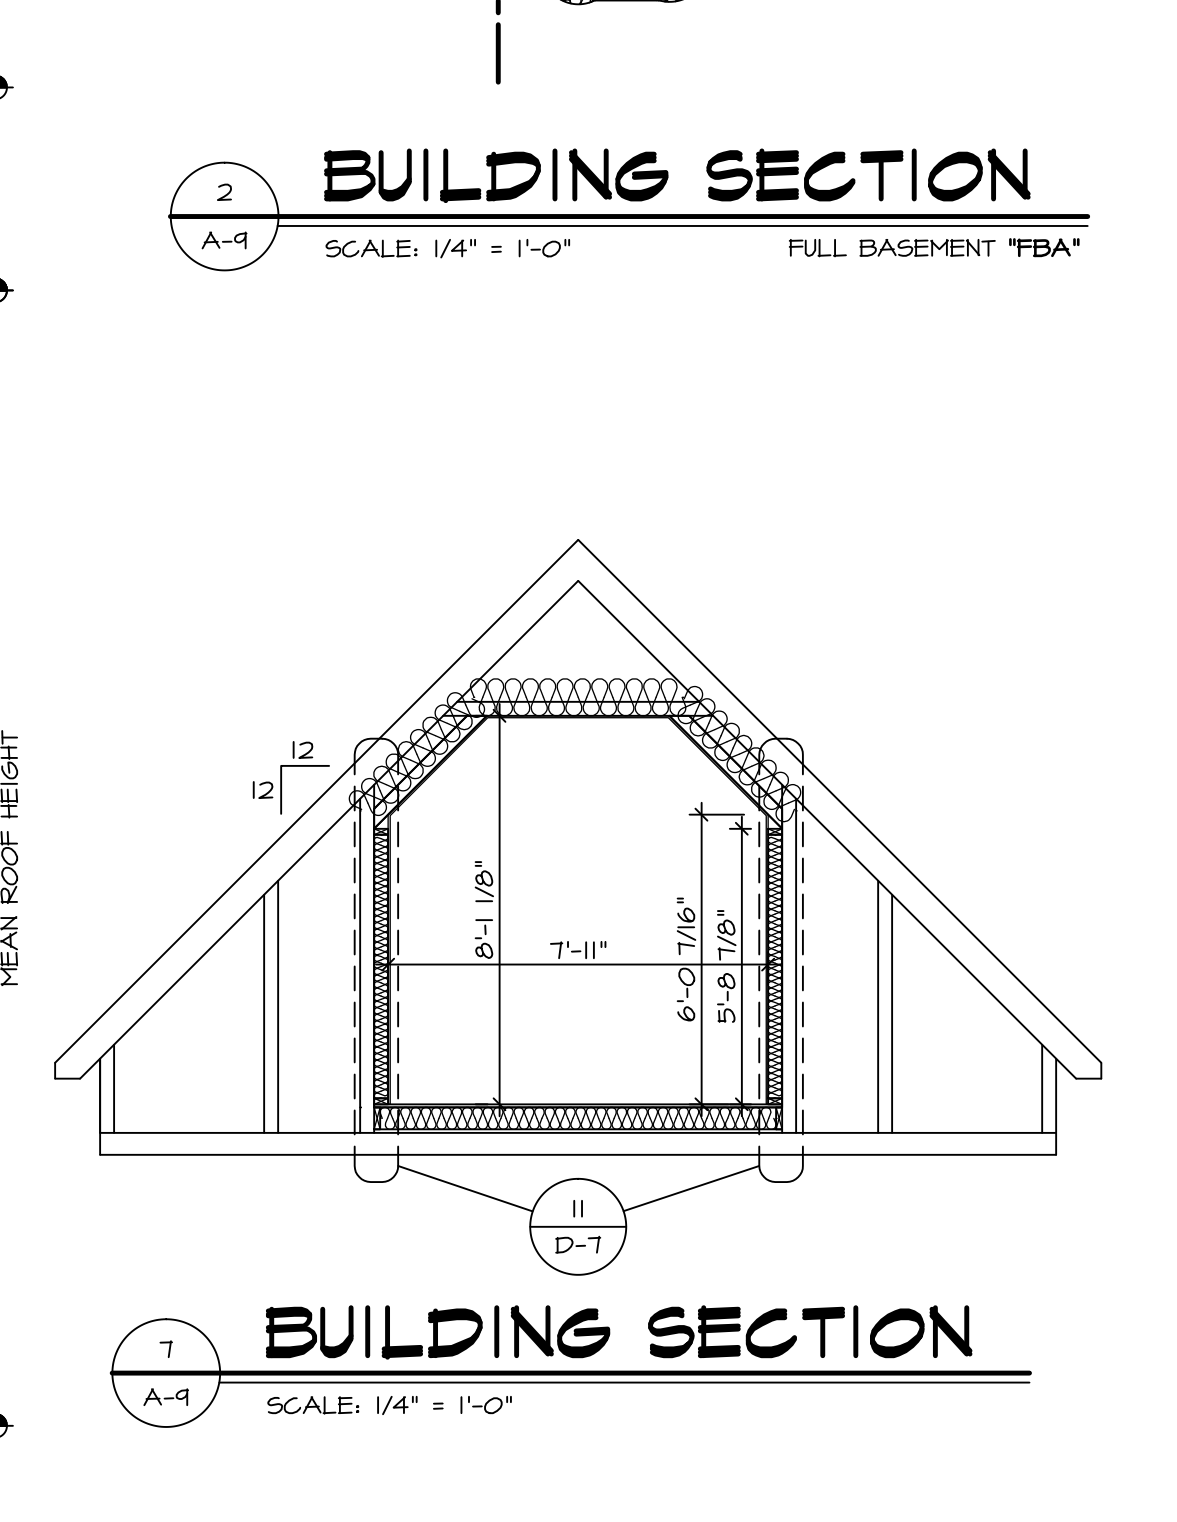 2
BUILDING SECTION
A-9
SCALE: 1/4" = 1'-0"
FULL BASEMENT "FBA"
MEAN ROOF HEIGHT
12
12
8'-1 1/8"
7'-11"
6'-0 7/16"
5'-8 7/8"
11
D-7
7
BUILDING SECTION
A-9
SCALE: 1/4" = 1'-0"